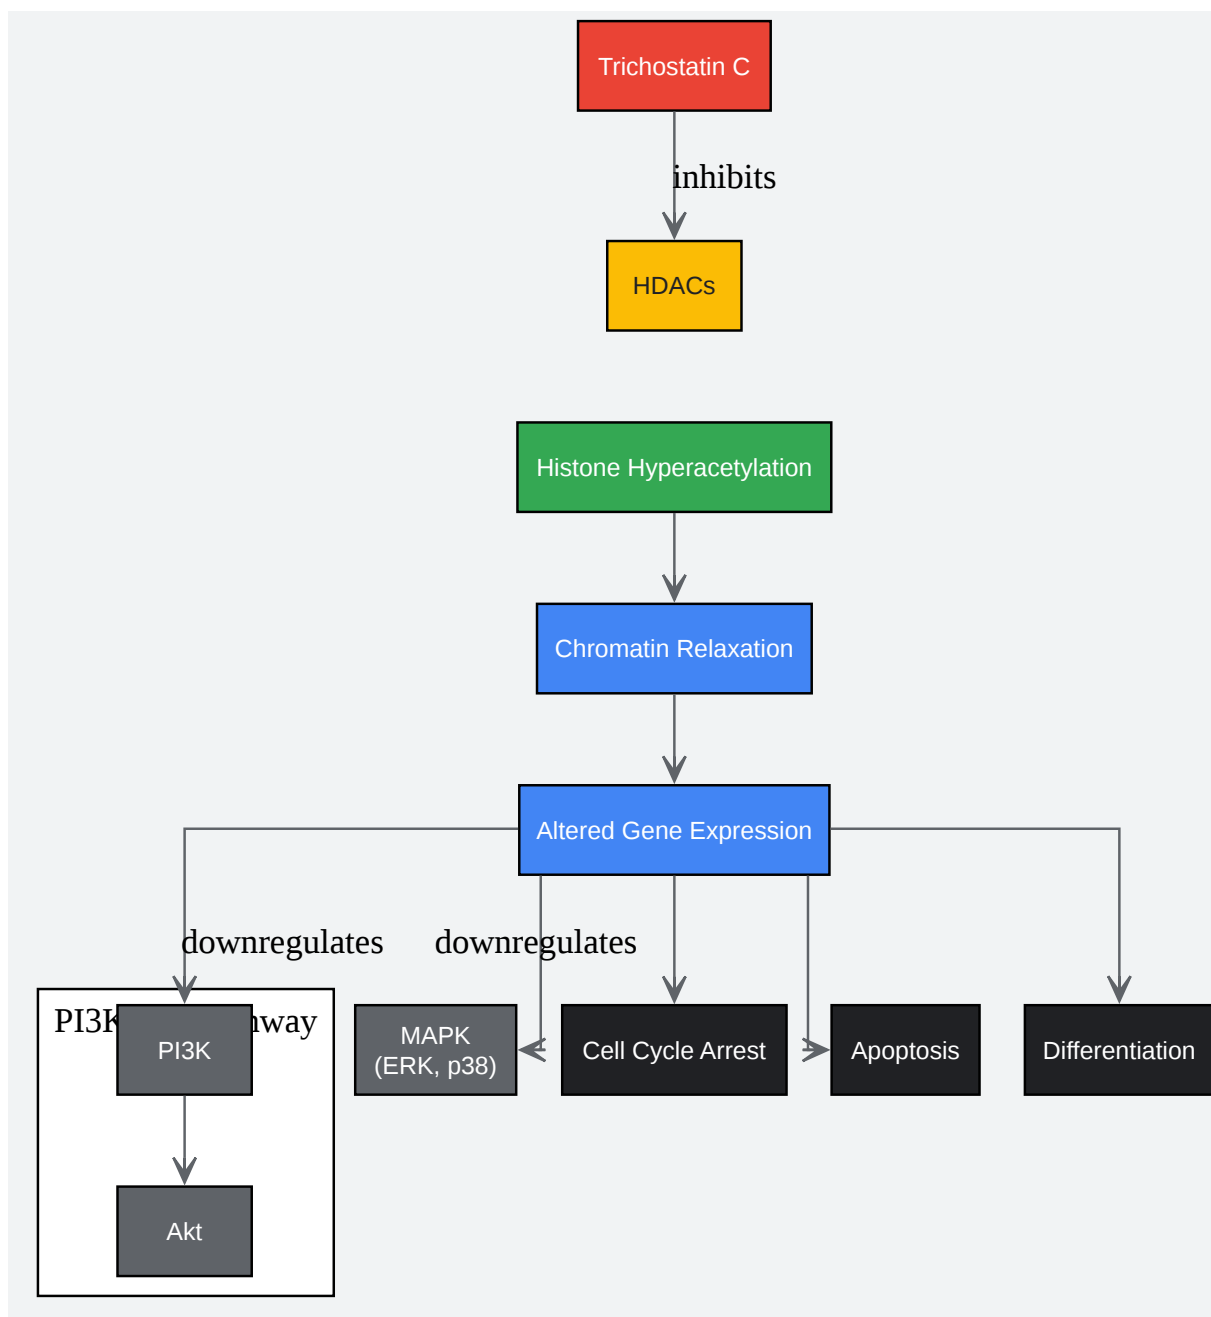 Trichostatin C
inhibits
HDACs
Histone Hyperacetylation
Chromatin Relaxation
Altered Gene Expression
downregulates
downregulates
PI3K
PI3K
MAPK
(ERK, p38)
Cell Cycle Arrest
Apoptosis
Differentiation
Akt